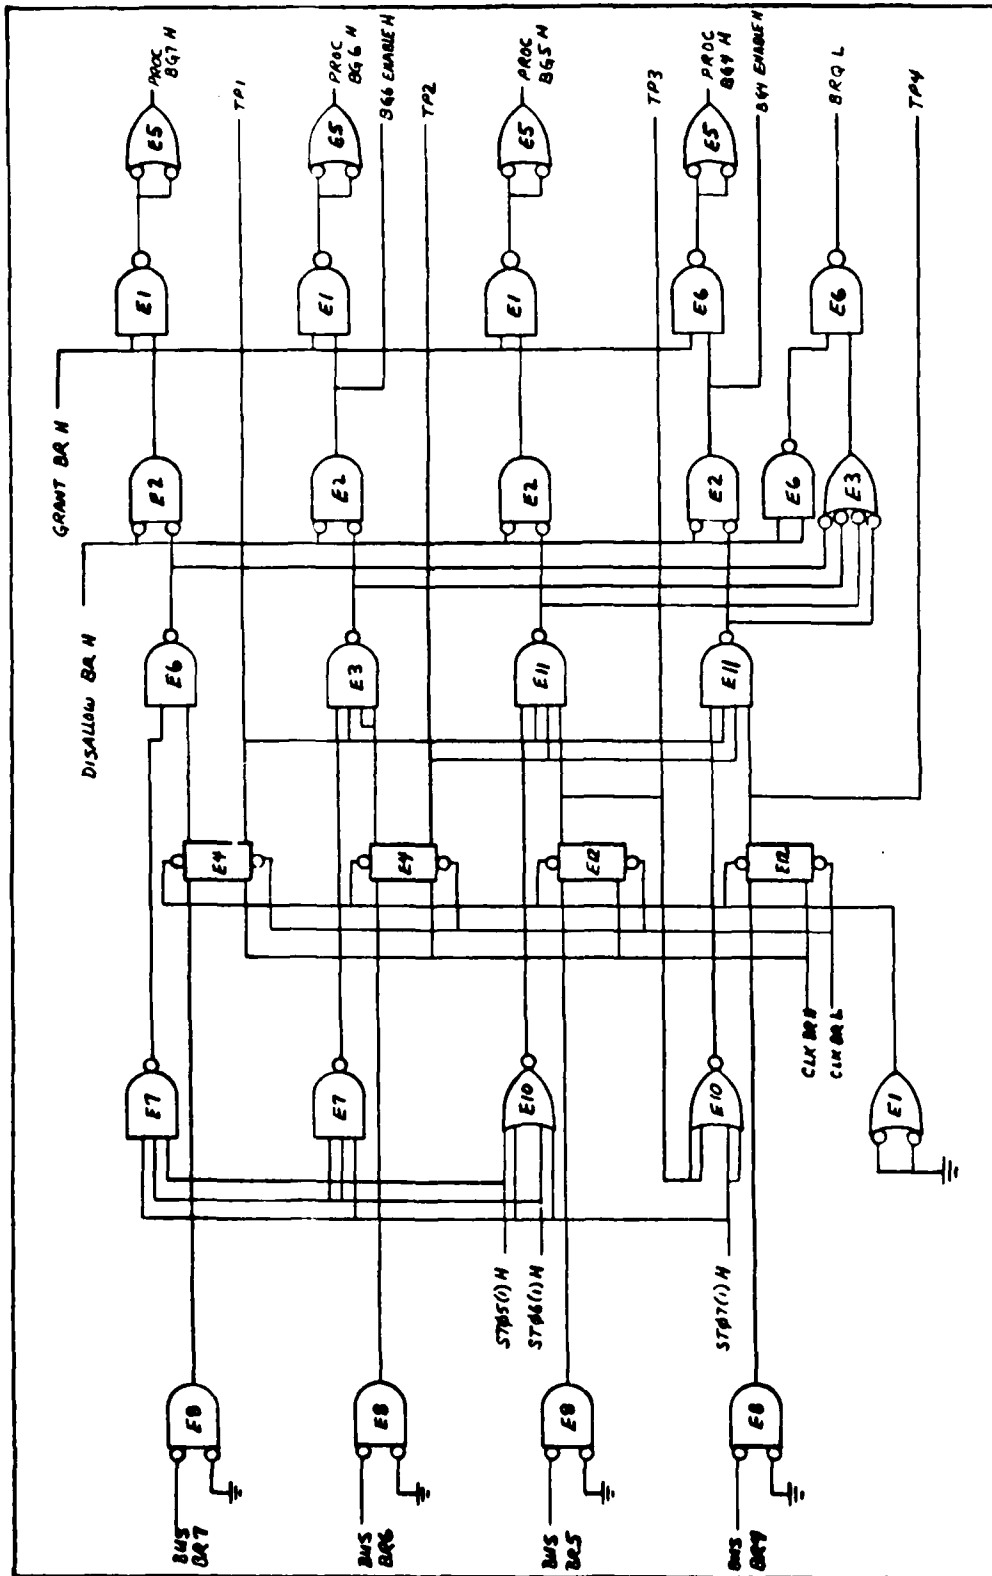 GRANT BR H
DISALLOW BR H
BUS
BR7
E8
E7
E4
E6
E2
E1
E5
PROC
BG7 H
TP1
BUS
BR6
E8
E7
E4
E3
E2
E1
E5
PROC
BG6 H
BG6 ENABLE H
TP2
ST05(1) H
ST06(1) H
BUS
BR5
E8
E10
E12
E11
E2
E1
E5
PROC
BG5 H
TP3
ST07(1) H
BUS
BR4
E8
E10
E12
E11
E2
E6
E5
PROC
BG4 H
BG4 ENABLE H
CLK BR H
CLK BR L
E6
E3
E6
BRQ L
E1
TP4